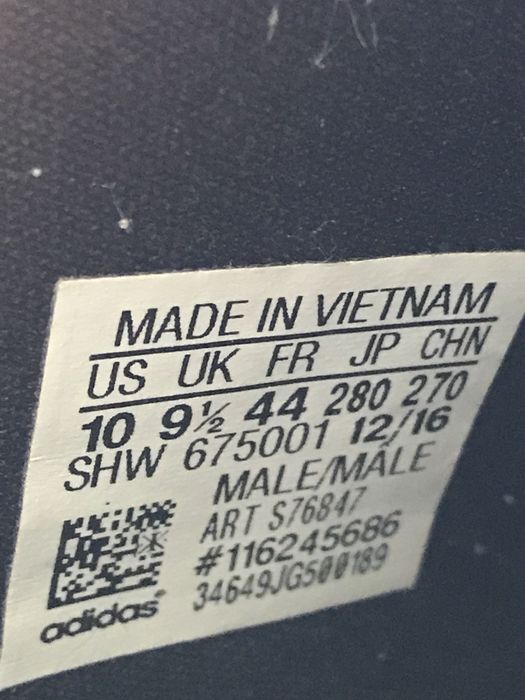 MADE IN VIETNAM
US UK FR JP CHN
10 9½ 44 280 270
SHW 675001 12/16
MALE/MÂLE
ART S76847
#116245686
34649JG500189
adidas®